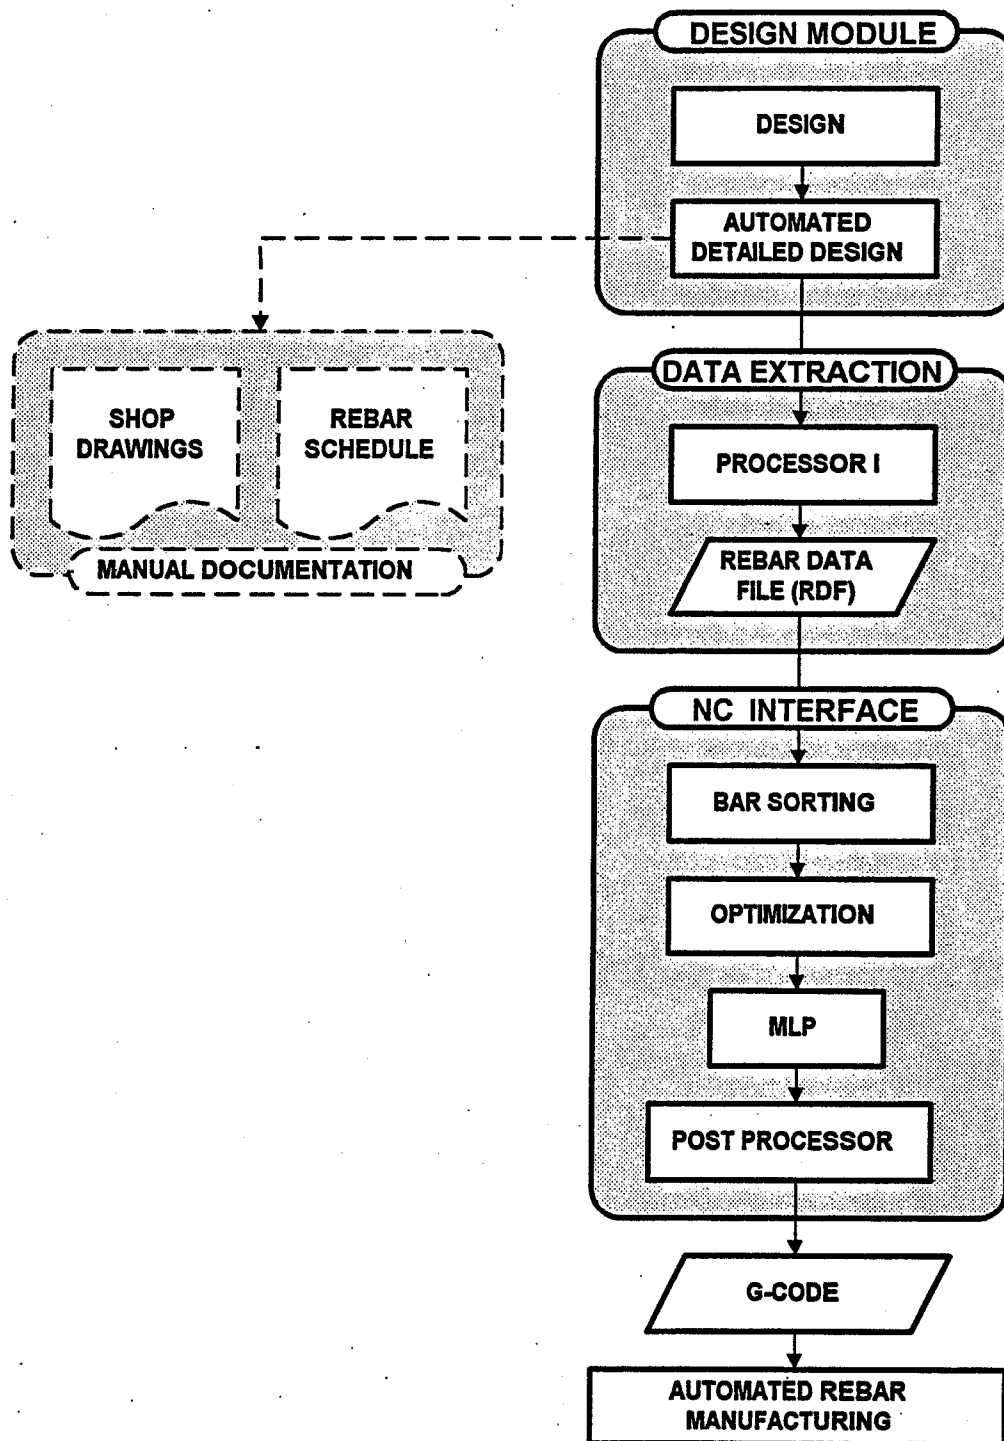 DESIGN MODULE
DESIGN
AUTOMATED
DETAILED DESIGN
SHOP
DRAWINGS
REBAR
SCHEDULE
MANUAL DOCUMENTATION
DATA EXTRACTION
PROCESSOR I
REBAR DATA
FILE (RDF)
NC INTERFACE
BAR SORTING
OPTIMIZATION
MLP
POST PROCESSOR
G-CODE
AUTOMATED REBAR
MANUFACTURING